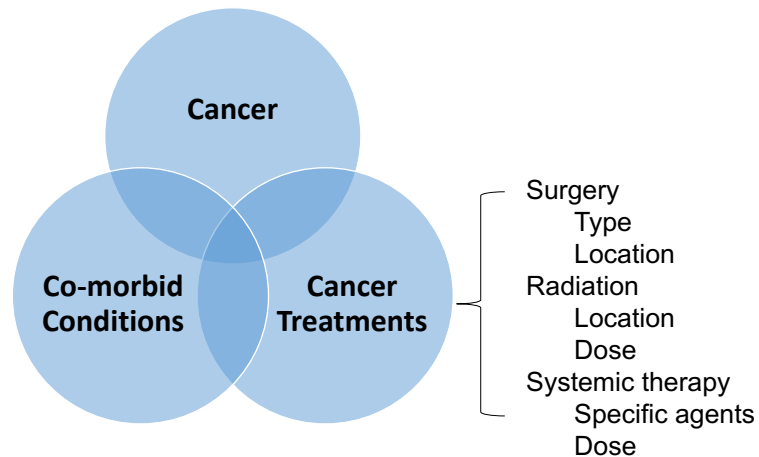 Cancer
Co-morbid
Conditions
Cancer
Treatments
Surgery
Type
Location
Radiation
Location
Dose
Systemic therapy
Specific agents
Dose